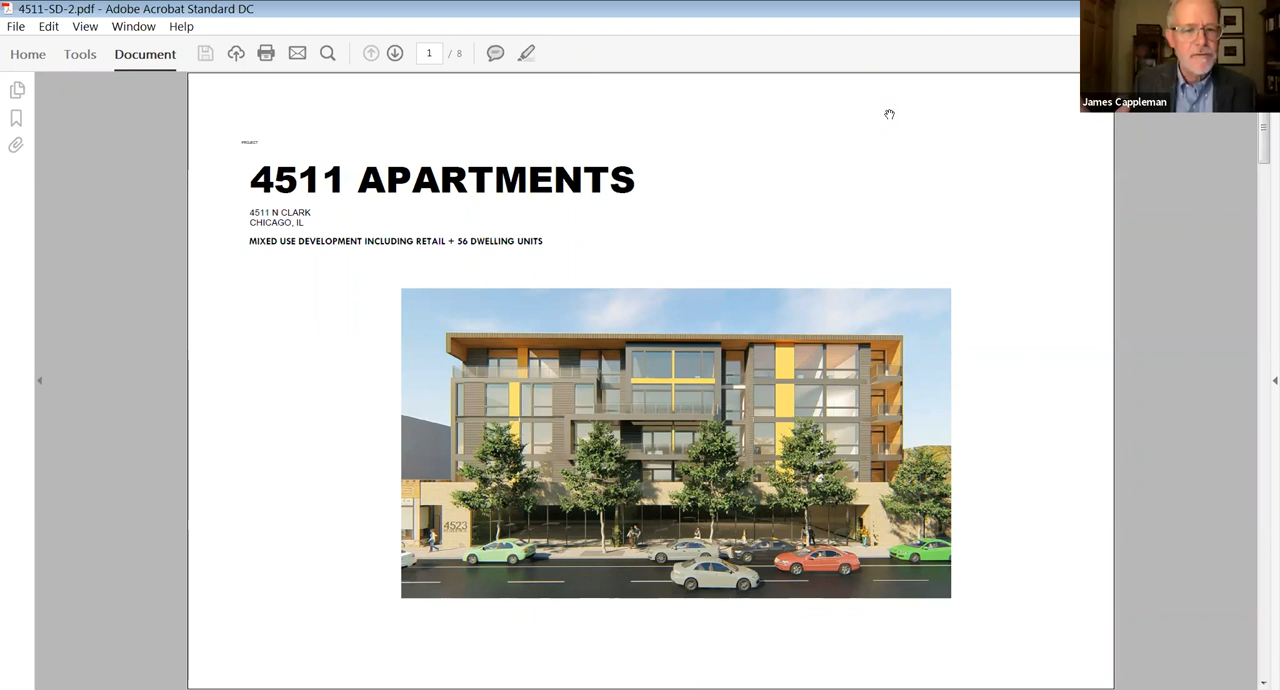 4511-SD-2.pdf - Adobe Acrobat Standard DC
File Edit View Window Help
Home Tools Document 1 / 8
James Cappleman
PROJECT
4511 APARTMENTS
4511 N CLARK
CHICAGO, IL
MIXED USE DEVELOPMENT INCLUDING RETAIL + 56 DWELLING UNITS
4523